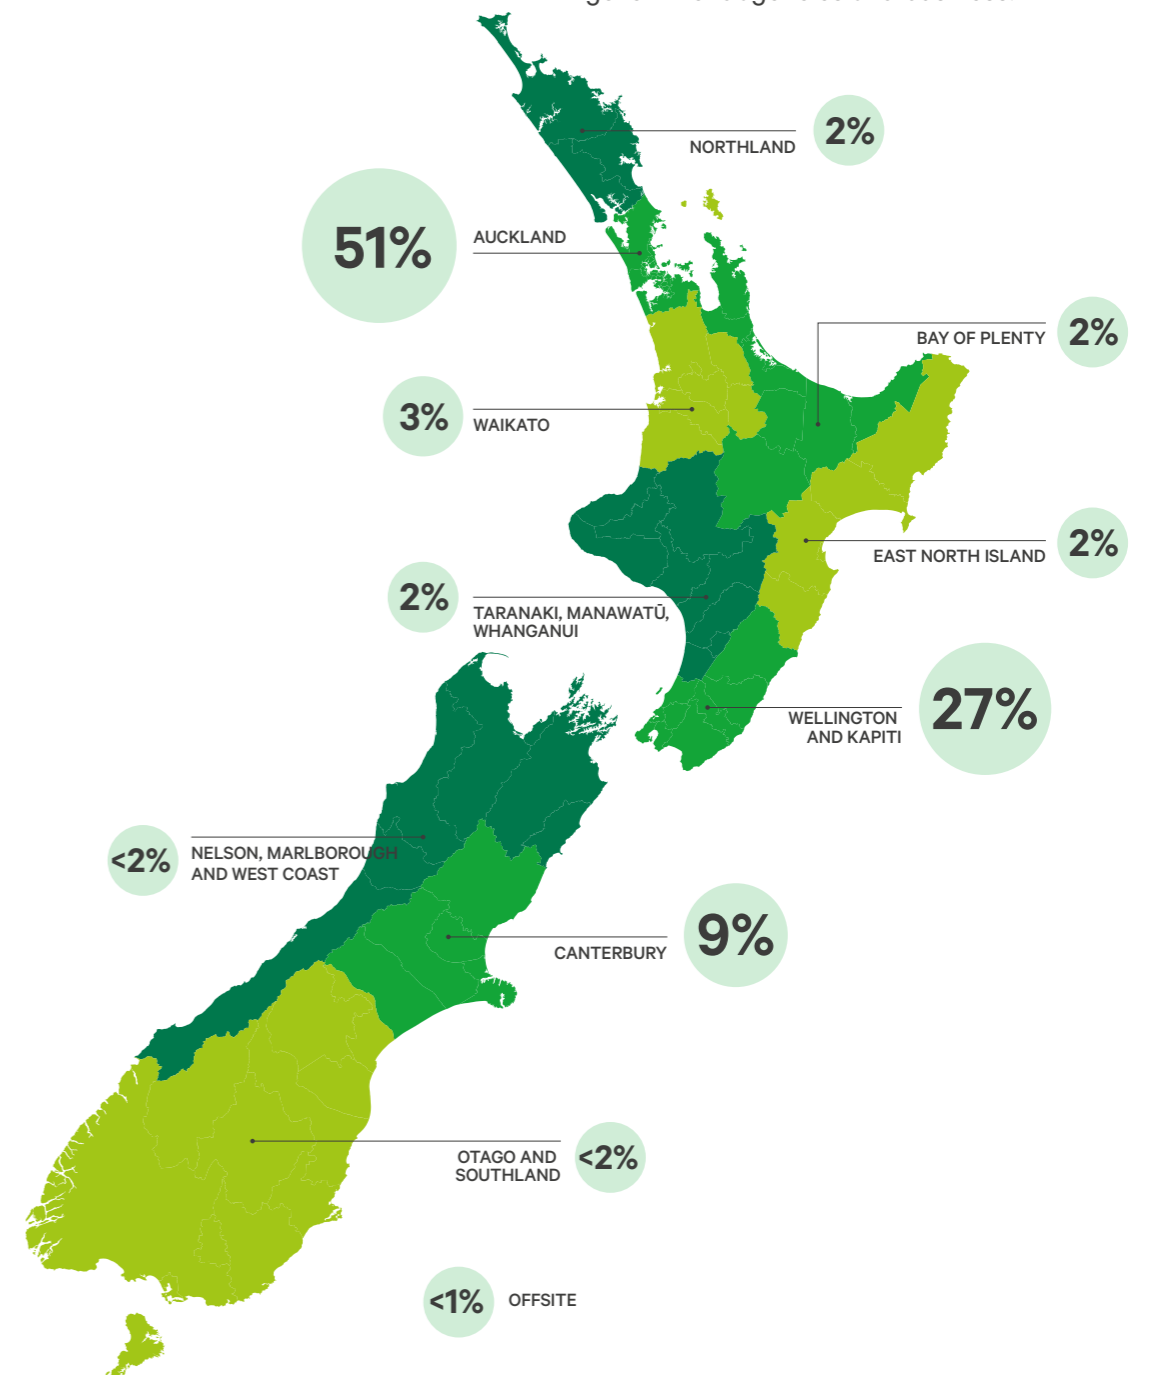 2%
NORTHLAND
51%
AUCKLAND
BAY OF PLENTY
2%
3%
WAIKATO
EAST NORTH ISLAND
2%
2%
TARANAKI, MANAWATŪ,
WHANGANUI
27%
WELLINGTON
AND KAPITI
<2%
NELSON, MARLBOROUGH
AND WEST COAST
9%
CANTERBURY
OTAGO AND
SOUTHLAND
<2%
<1%
OFFSITE